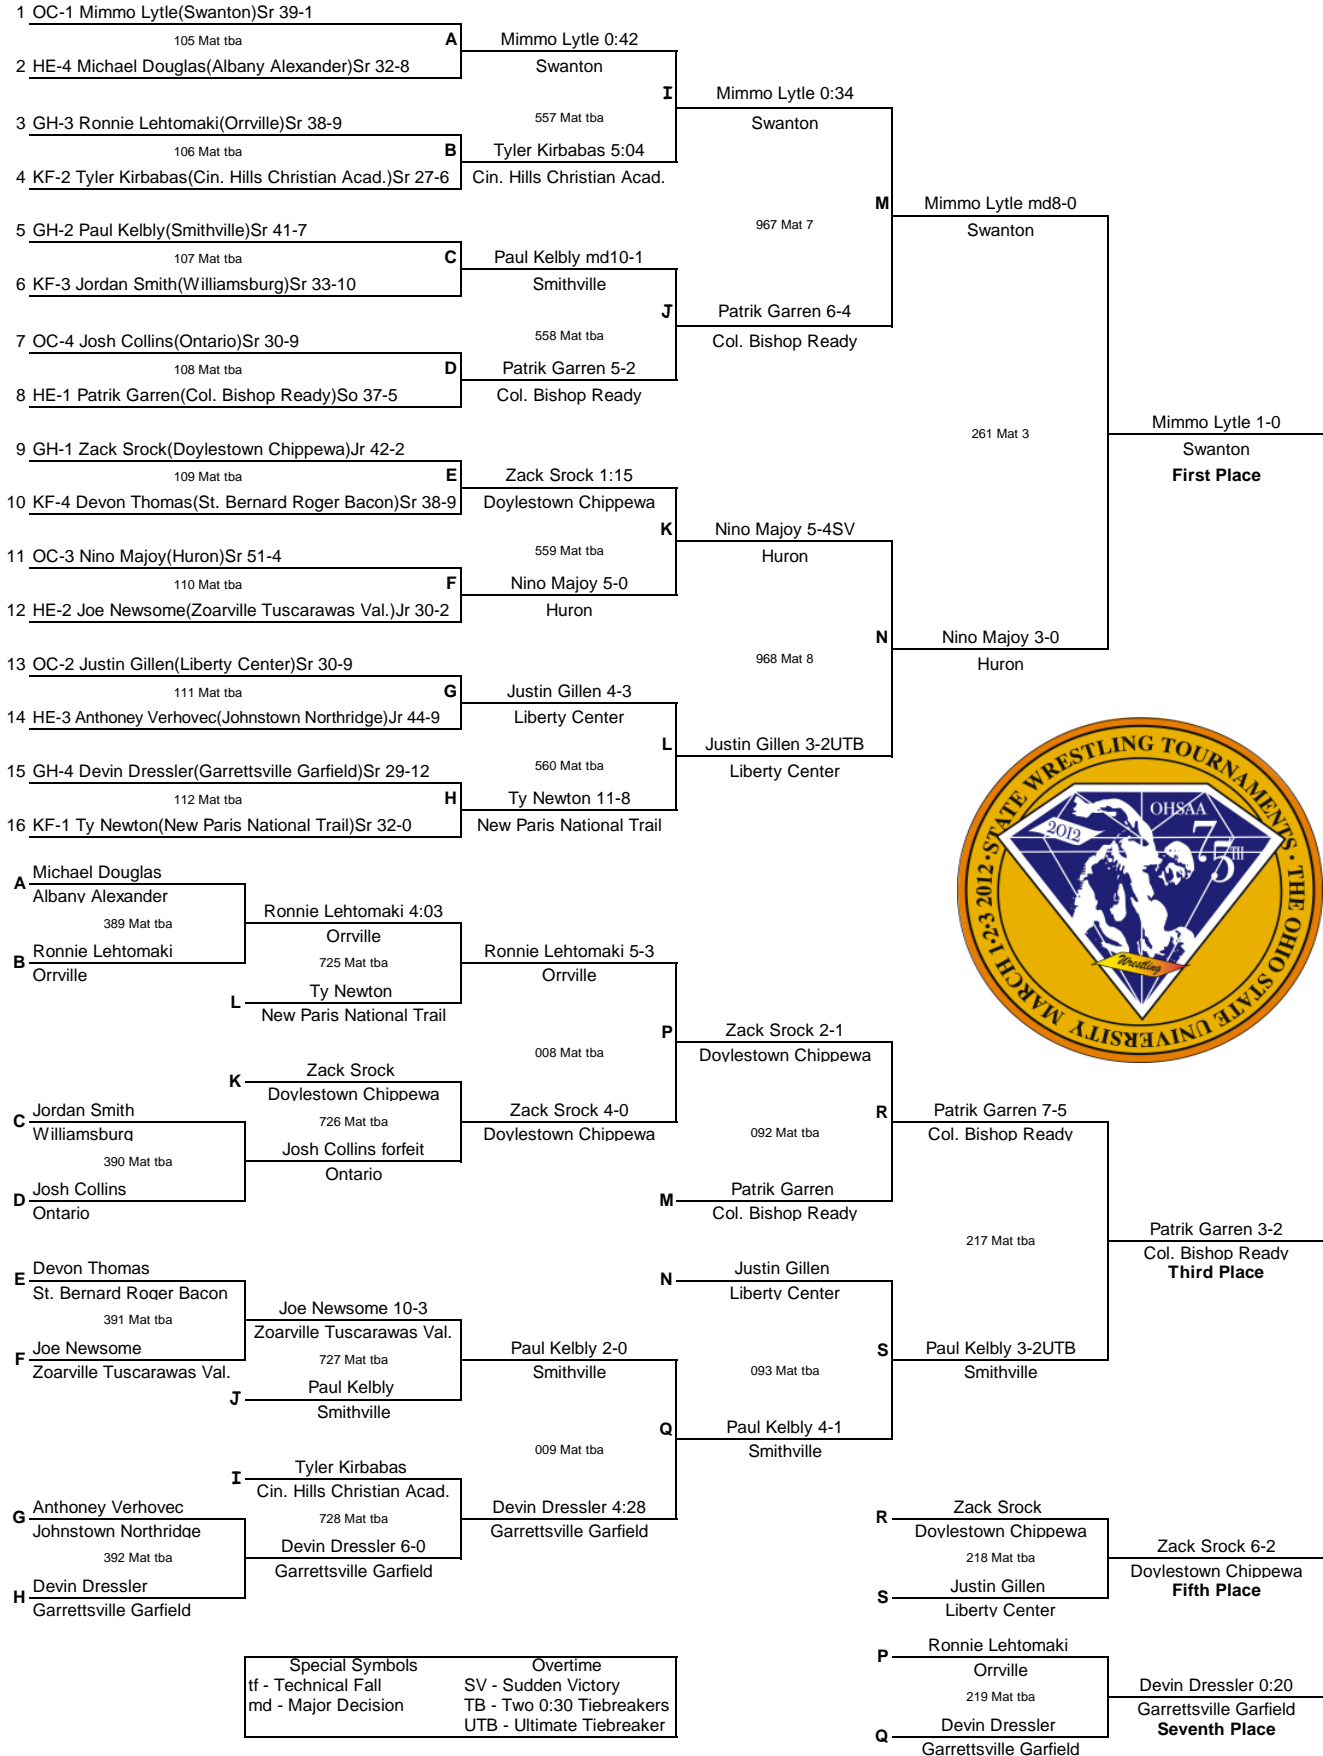 1 OC-1 Mimmo Lytle(Swanton)Sr 39-1
105 Mat tba
A
2 HE-4 Michael Douglas(Albany Alexander)Sr 32-8
Mimmo Lytle 0:42
Swanton
557 Mat tba
I
3 GH-3 Ronnie Lehtomaki(Orrville)Sr 38-9
106 Mat tba
B
4 KF-2 Tyler Kirbabas(Cin. Hills Christian Acad.)Sr 27-6
Tyler Kirbabas 5:04
Cin. Hills Christian Acad.
Mimmo Lytle 0:34
Swanton
967 Mat 7
M
5 GH-2 Paul Kelbly(Smithville)Sr 41-7
107 Mat tba
C
6 KF-3 Jordan Smith(Williamsburg)Sr 33-10
Paul Kelbly md10-1
Smithville
558 Mat tba
J
7 OC-4 Josh Collins(Ontario)Sr 30-9
108 Mat tba
D
8 HE-1 Patrik Garren(Col. Bishop Ready)So 37-5
Patrik Garren 5-2
Col. Bishop Ready
Patrik Garren 6-4
Col. Bishop Ready
Mimmo Lytle md8-0
Swanton
261 Mat 3
Mimmo Lytle 1-0
Swanton
First Place
9 GH-1 Zack Srock(Doylestown Chippewa)Jr 42-2
109 Mat tba
E
10 KF-4 Devon Thomas(St. Bernard Roger Bacon)Sr 38-9
Zack Srock 1:15
Doylestown Chippewa
559 Mat tba
K
11 OC-3 Nino Majoy(Huron)Sr 51-4
110 Mat tba
F
12 HE-2 Joe Newsome(Zoarville Tuscarawas Val.)Jr 30-2
Nino Majoy 5-0
Huron
Nino Majoy 5-4SV
Huron
968 Mat 8
N
13 OC-2 Justin Gillen(Liberty Center)Sr 30-9
111 Mat tba
G
14 HE-3 Anthoney Verhovec(Johnstown Northridge)Jr 44-9
Justin Gillen 4-3
Liberty Center
560 Mat tba
L
15 GH-4 Devin Dressler(Garrettsville Garfield)Sr 29-12
112 Mat tba
H
16 KF-1 Ty Newton(New Paris National Trail)Sr 32-0
Ty Newton 11-8
New Paris National Trail
Justin Gillen 3-2UTB
Liberty Center
Nino Majoy 3-0
Huron
STATE WRESTLING TOURNAMENTS · THE OHIO STATE UNIVERSITY MARCH 1-2-3 2012 ·
OHSAA
2012
75TH
Wrestling
A Michael Douglas
Albany Alexander
389 Mat tba
B Ronnie Lehtomaki
Orrville
Ronnie Lehtomaki 4:03
Orrville
725 Mat tba
L Ty Newton
New Paris National Trail
Ronnie Lehtomaki 5-3
Orrville
008 Mat tba
P
K Zack Srock
Doylestown Chippewa
726 Mat tba
C Jordan Smith
Williamsburg
390 Mat tba
D Josh Collins
Ontario
Josh Collins forfeit
Ontario
Zack Srock 4-0
Doylestown Chippewa
Zack Srock 2-1
Doylestown Chippewa
092 Mat tba
R
M Patrik Garren
Col. Bishop Ready
Patrik Garren 7-5
Col. Bishop Ready
217 Mat tba
Patrik Garren 3-2
Col. Bishop Ready
Third Place
E Devon Thomas
St. Bernard Roger Bacon
391 Mat tba
F Joe Newsome
Zoarville Tuscarawas Val.
Joe Newsome 10-3
Zoarville Tuscarawas Val.
727 Mat tba
J Paul Kelbly
Smithville
Paul Kelbly 2-0
Smithville
009 Mat tba
Q
N Justin Gillen
Liberty Center
093 Mat tba
S
Paul Kelbly 4-1
Smithville
Paul Kelbly 3-2UTB
Smithville
I Tyler Kirbabas
Cin. Hills Christian Acad.
728 Mat tba
G Anthoney Verhovec
Johnstown Northridge
392 Mat tba
H Devin Dressler
Garrettsville Garfield
Devin Dressler 6-0
Garrettsville Garfield
Devin Dressler 4:28
Garrettsville Garfield
R Zack Srock
Doylestown Chippewa
218 Mat tba
S Justin Gillen
Liberty Center
Zack Srock 6-2
Doylestown Chippewa
Fifth Place
P Ronnie Lehtomaki
Orrville
219 Mat tba
Q Devin Dressler
Garrettsville Garfield
Devin Dressler 0:20
Garrettsville Garfield
Seventh Place
Special Symbols Overtime
tf - Technical Fall SV - Sudden Victory
md - Major Decision TB - Two 0:30 Tiebreakers
UTB - Ultimate Tiebreaker